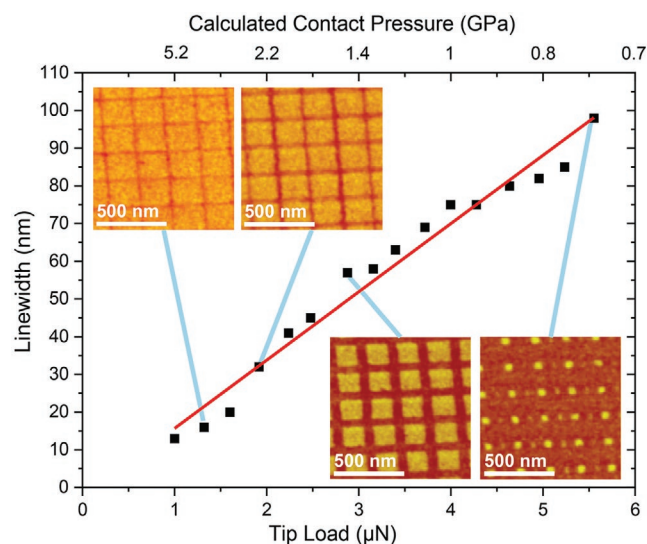 Calculated Contact Pressure (GPa)
5.2 2.2 1.4 1 0.8 0.7
110
100
90
80
70
60
50
40
30
20
10
0
Linewidth (nm)
500 nm 500 nm
500 nm 500 nm
0 1 2 3 4 5 6
Tip Load (µN)